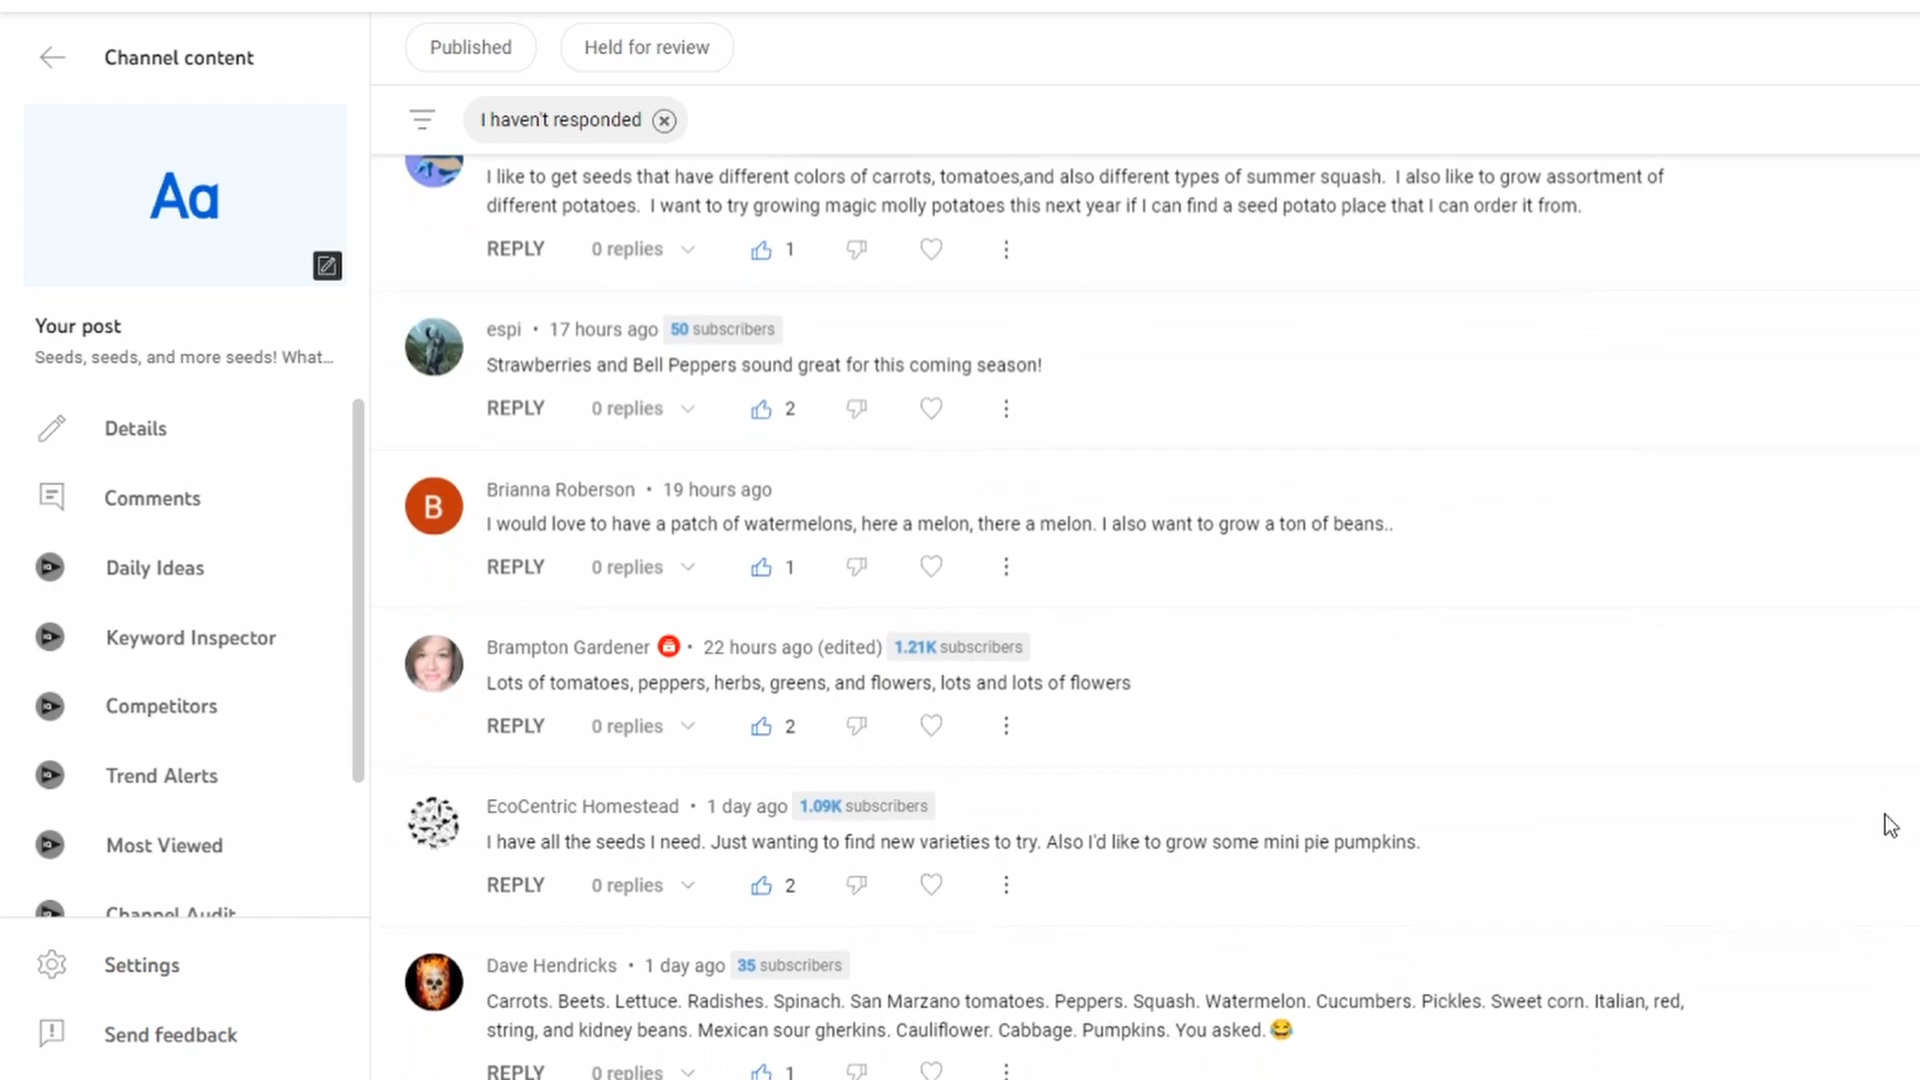 Channel content
Aa
Your post
Seeds, seeds, and more seeds! What...
Details
Comments
Daily Ideas
Keyword Inspector
Competitors
Trend Alerts
Most Viewed
Channel Audit
Settings
Send feedback
Published
Held for review
I haven't responded
I like to get seeds that have different colors of carrots, tomatoes,and also different types of summer squash. I also like to grow assortment of
different potatoes. I want to try growing magic molly potatoes this next year if I can find a seed potato place that I can order it from.
REPLY 0 replies 1
espi • 17 hours ago 50 subscribers
Strawberries and Bell Peppers sound great for this coming season!
REPLY 0 replies 2
B
Brianna Roberson • 19 hours ago
I would love to have a patch of watermelons, here a melon, there a melon. I also want to grow a ton of beans..
REPLY 0 replies 1
Brampton Gardener • 22 hours ago (edited) 1.21K subscribers
Lots of tomatoes, peppers, herbs, greens, and flowers, lots and lots of flowers
REPLY 0 replies 2
EcoCentric Homestead • 1 day ago 1.09K subscribers
I have all the seeds I need. Just wanting to find new varieties to try. Also I'd like to grow some mini pie pumpkins.
REPLY 0 replies 2
Dave Hendricks • 1 day ago 35 subscribers
Carrots. Beets. Lettuce. Radishes. Spinach. San Marzano tomatoes. Peppers. Squash. Watermelon. Cucumbers. Pickles. Sweet corn. Italian, red,
string, and kidney beans. Mexican sour gherkins. Cauliflower. Cabbage. Pumpkins. You asked. 😂
REPLY 0 replies 1